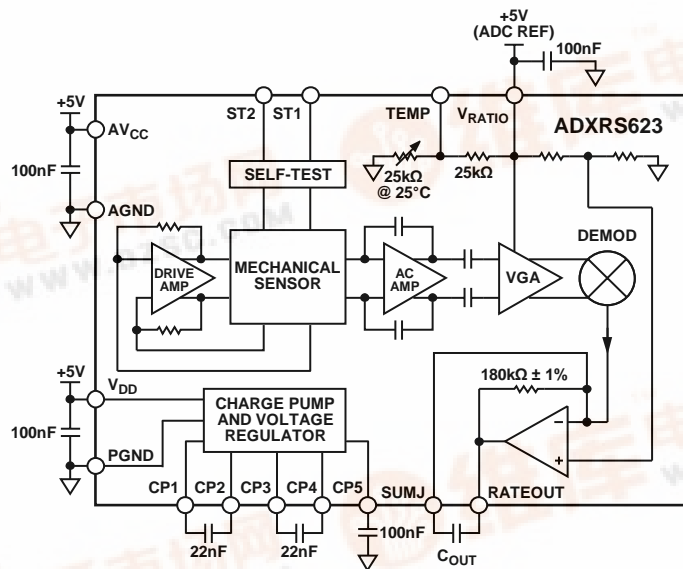 +5V
(ADC REF)
100nF
+5V
AVCC
100nF
AGND
ST2 ST1
TEMP
VRATIO
ADXRS623
SELF-TEST
25kΩ
@ 25°C
25kΩ
DEMOD
DRIVE
AMP
MECHANICAL
SENSOR
AC
AMP
VGA
+5V
VDD
100nF
PGND
CHARGE PUMP
AND VOLTAGE
REGULATOR
180kΩ ± 1%
–
+
CP1 CP2 CP3 CP4 CP5 SUMJ RATEOUT
22nF
22nF
100nF
COUT